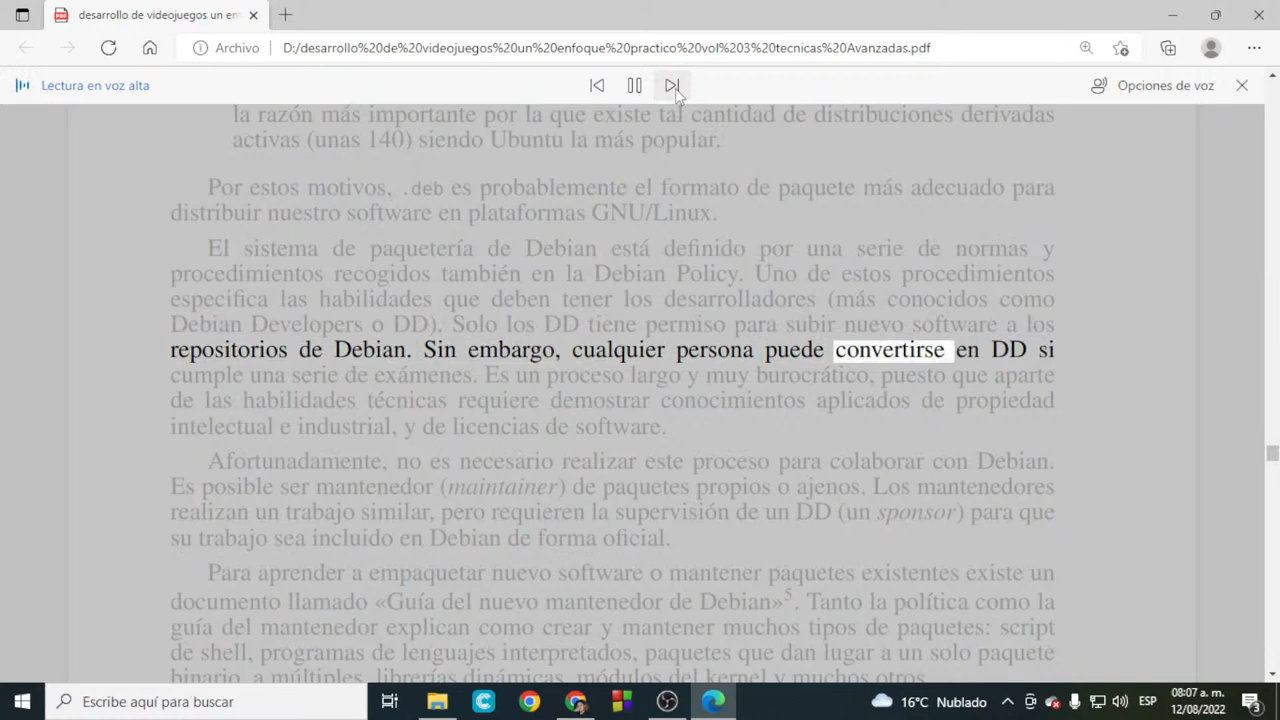 desarrollo de videojuegos un en
Archivo
D:/desarrollo%20de%20videojuegos%20un%20enfoque%20practico%20vol%203%20tecnicas%20Avanzadas.pdf
Lectura en voz alta
Opciones de voz
la razón más importante por la que existe tal cantidad de distribuciones derivadas
activas (unas 140) siendo Ubuntu la más popular.
Por estos motivos, .deb es probablemente el formato de paquete más adecuado para
distribuir nuestro software en plataformas GNU/Linux.
El sistema de paquetería de Debian está definido por una serie de normas y
procedimientos recogidos también en la Debian Policy. Uno de estos procedimientos
especifica las habilidades que deben tener los desarrolladores (más conocidos como
Debian Developers o DD). Solo los DD tiene permiso para subir nuevo software a los
repositorios de Debian. Sin embargo, cualquier persona puede convertirse en DD si
cumple una serie de exámenes. Es un proceso largo y muy burocrático, puesto que aparte
de las habilidades técnicas requiere demostrar conocimientos aplicados de propiedad
intelectual e industrial, y de licencias de software.
Afortunadamente, no es necesario realizar este proceso para colaborar con Debian.
Es posible ser mantenedor (maintainer) de paquetes propios o ajenos. Los mantenedores
realizan un trabajo similar, pero requieren la supervisión de un DD (un sponsor) para que
su trabajo sea incluido en Debian de forma oficial.
Para aprender a empaquetar nuevo software o mantener paquetes existentes existe un
documento llamado «Guía del nuevo mantenedor de Debian»5. Tanto la política como la
guía del mantenedor explican como crear y mantener muchos tipos de paquetes: script
de shell, programas de lenguajes interpretados, paquetes que dan lugar a un solo paquete
binario, a múltiples, librerías dinámicas, módulos del kernel y muchos otros.
Escribe aquí para buscar
16°C Nublado
ESP
08:07 a. m.
12/08/2022
3